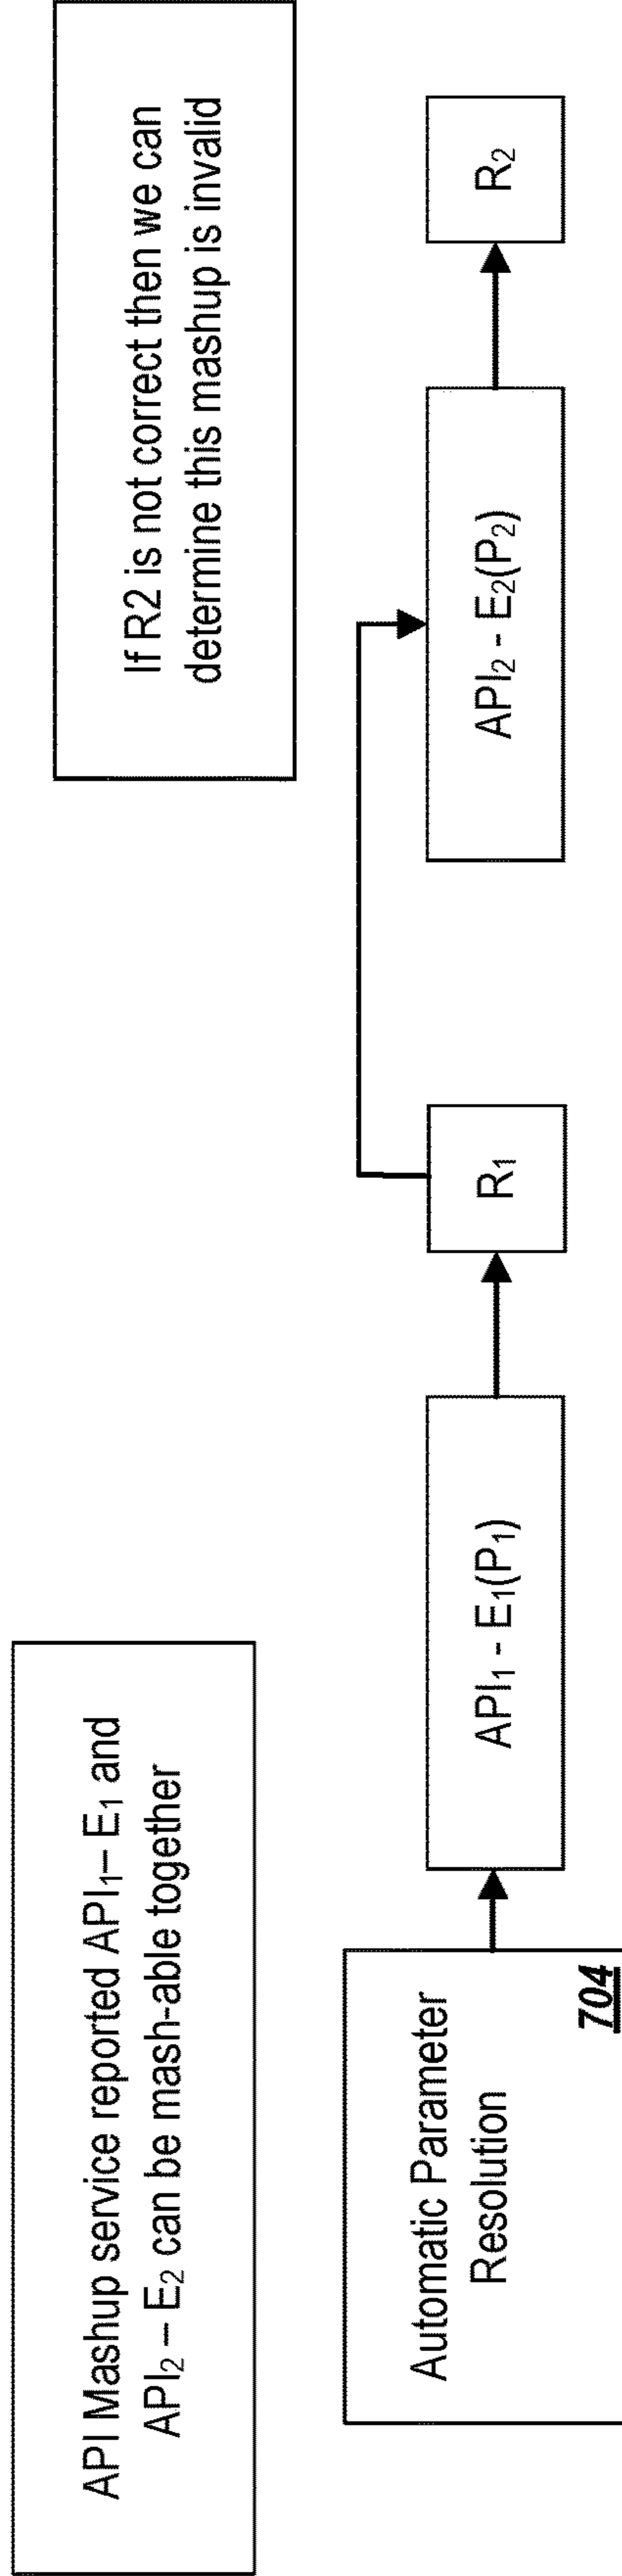 API Mashup service reported API₁– E₁ and
API₂ – E₂ can be mash-able together
If R2 is not correct then we can
determine this mashup is invalid
Automatic Parameter
Resolution
704
API₁ - E₁(P₁)
R₁
API₂ - E₂(P₂)
R₂